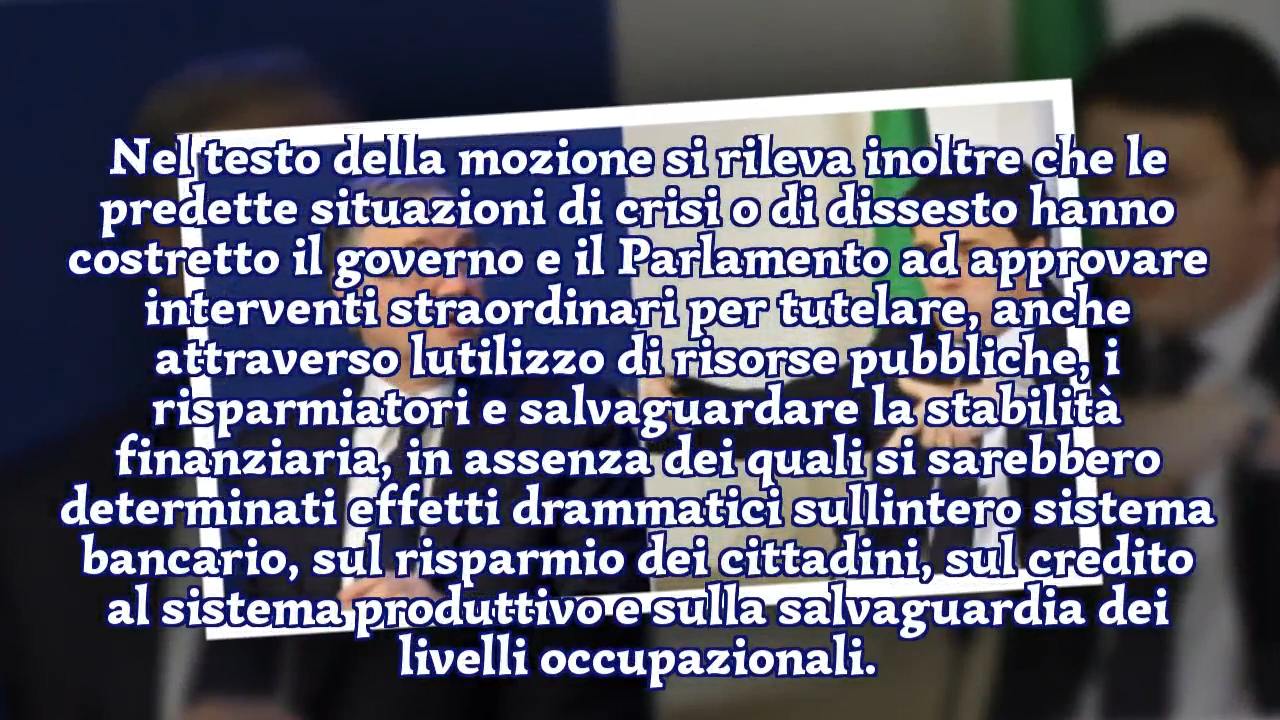 Nel testo della mozione si rileva inoltre che le
predette situazioni di crisi o di dissesto hanno
costretto il governo e il Parlamento ad approvare
interventi straordinari per tutelare, anche
attraverso lutilizzo di risorse pubbliche, i
risparmiatori e salvaguardare la stabilità
finanziaria, in assenza dei quali si sarebbero
determinati effetti drammatici sullintero sistema
bancario, sul risparmio dei cittadini, sul credito
al sistema produttivo e sulla salvaguardia dei
livelli occupazionali.